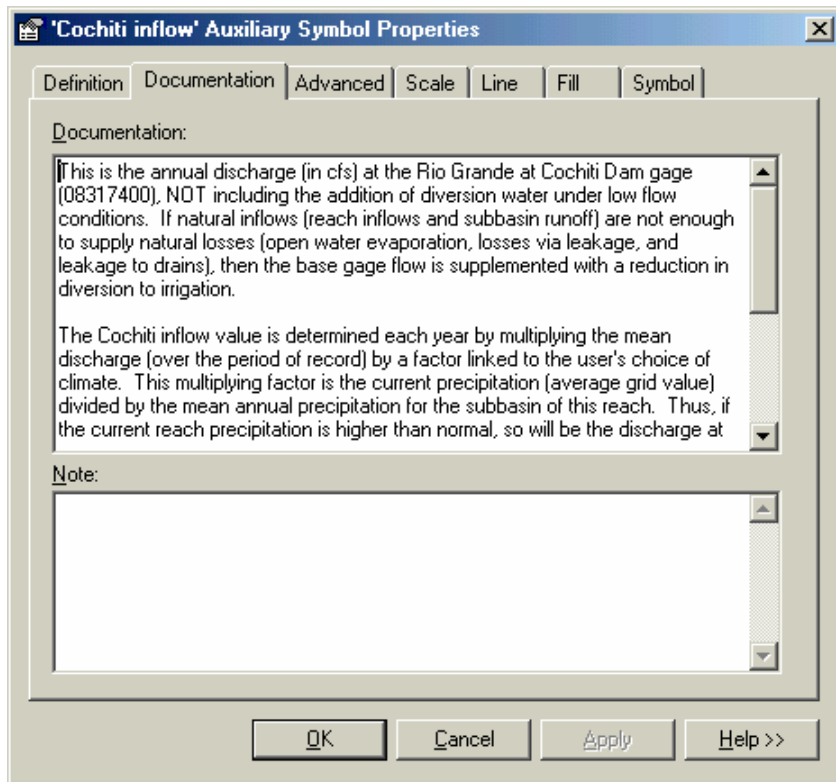 'Cochiti inflow' Auxiliary Symbol Properties
Definition Documentation Advanced Scale Line Fill Symbol
Documentation:
This is the annual discharge (in cfs) at the Rio Grande at Cochiti Dam gage
(08317400), NOT including the addition of diversion water under low flow
conditions. If natural inflows (reach inflows and subbasin runoff) are not enough
to supply natural losses (open water evaporation, losses via leakage, and
leakage to drains), then the base gage flow is supplemented with a reduction in
diversion to irrigation.
The Cochiti inflow value is determined each year by multiplying the mean
discharge (over the period of record) by a factor linked to the user's choice of
climate. This multiplying factor is the current precipitation (average grid value)
divided by the mean annual precipitation for the subbasin of this reach. Thus, if
the current reach precipitation is higher than normal, so will be the discharge at
Note:
OK Cancel Apply Help >>